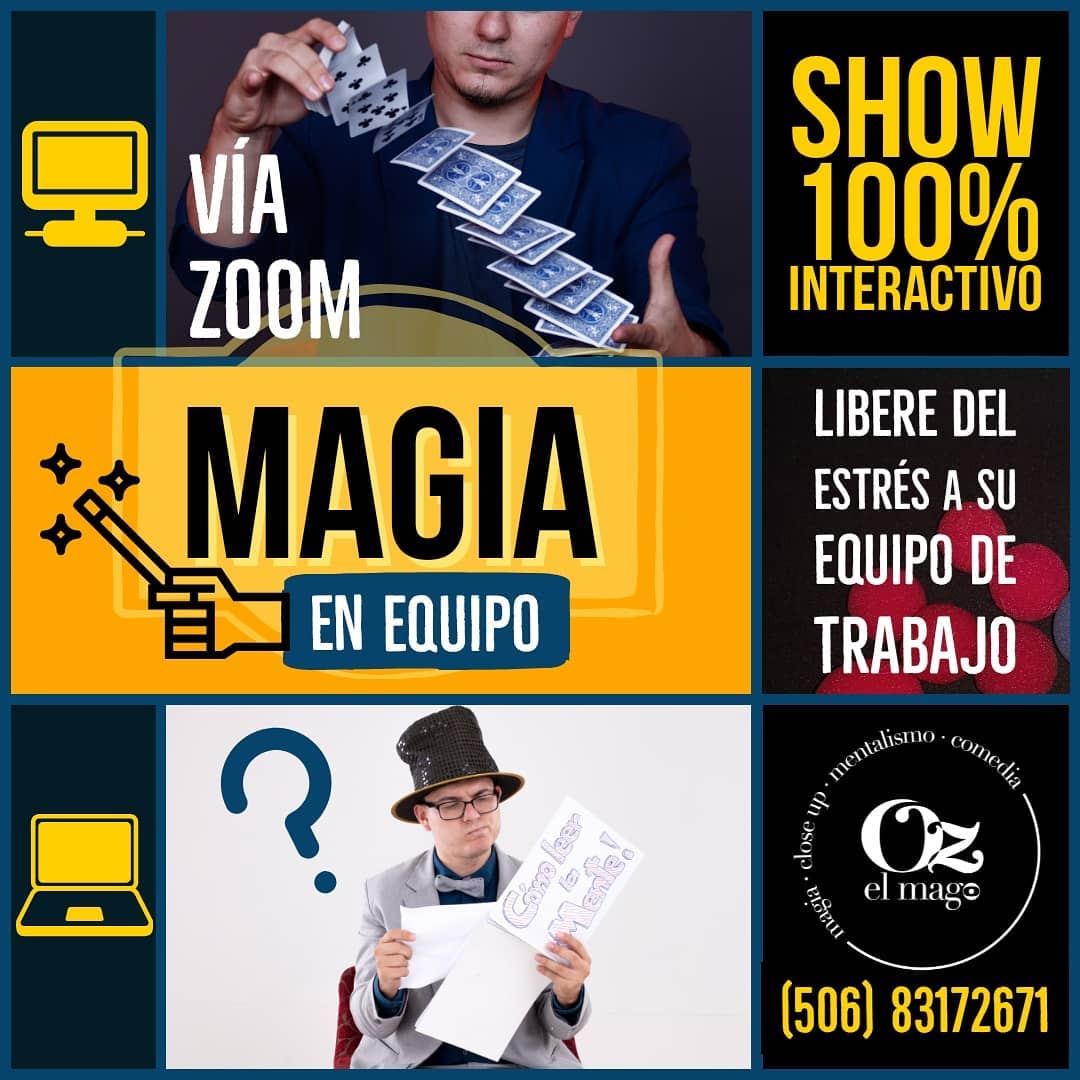 VÍA
ZOOM
SHOW
100%
INTERACTIVO
MAGIA
EN EQUIPO
LIBERE DEL
ESTRÉS A SU
EQUIPO DE
TRABAJO
?
Cómo leer
la
Mente!
magia · close up · mentalismo · comedia
Oz
el mago
(506) 83172671